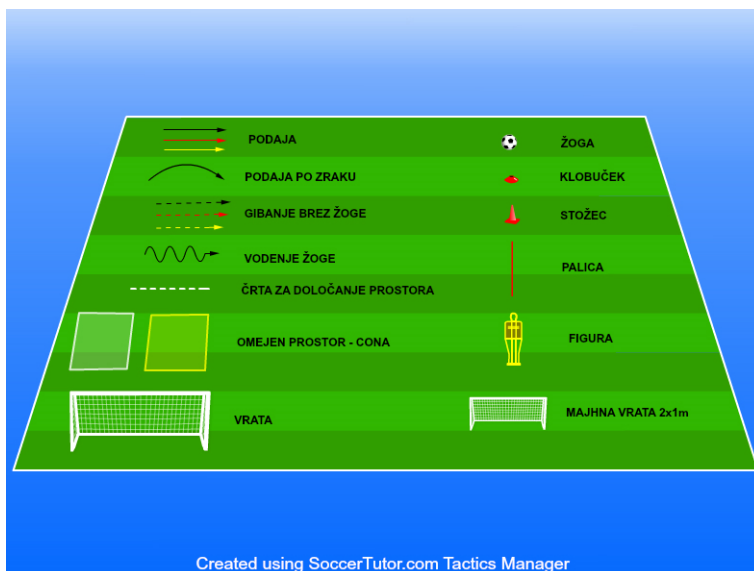 PODAJA
PODAJA PO ZRAKU
GIBANJE BREZ ŽOGE
VODENJE ŽOGE
ČRTA ZA DOLOČANJE PROSTORA
OMEJEN PROSTOR - CONA
VRATA
ŽOGA
KLOBUČEK
STOŽEC
PALICA
FIGURA
MAJHNA VRATA 2x1m
Created using SoccerTutor.com Tactics Manager